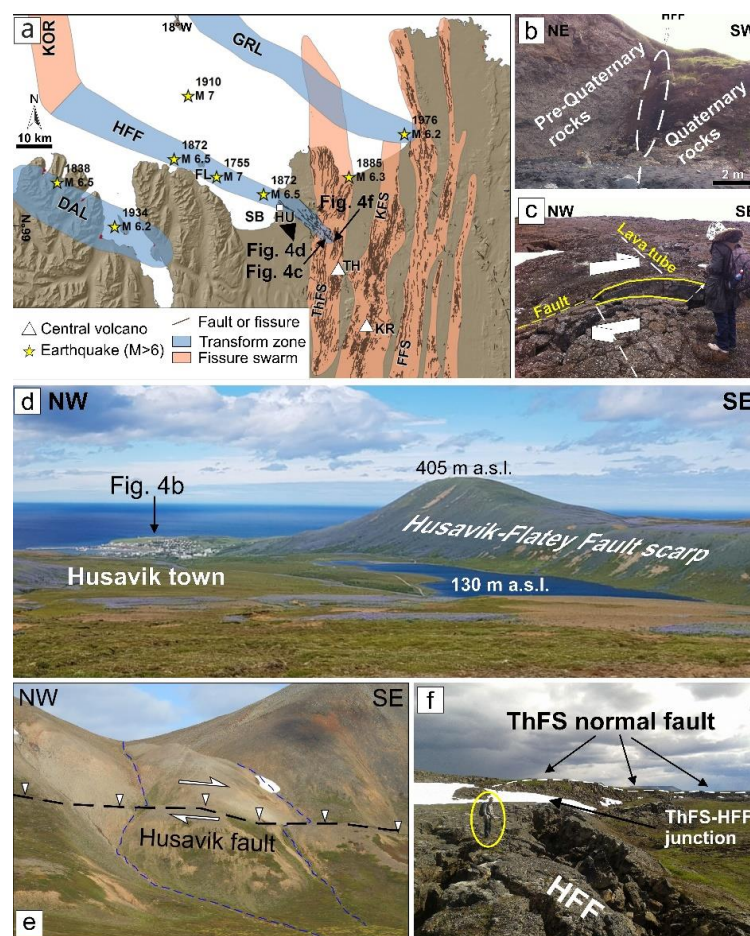 a
KOR
18°W
GRL
N
10 km
1910
M 7
HFF
1976
M 6.2
1872
M 6.5
1755
M 7
FL
1838
M 6.5
1872
M 6.5
1885
M 6.3
DAL
1934
M 6.2
66°N
SB
HU
Fig. 4f
KFS
Fig. 4d
Fig. 4c
TH
ThFS
KR
FFS
Central volcano
Earthquake (M>6)
Fault or fissure
Transform zone
Fissure swarm
b
HFF
NE
SW
Pre-Quaternary
rocks
Quaternary
rocks
2 m
c
NW
SE
Lava tube
Fault
d
NW
SE
405 m a.s.l.
Fig. 4b
Husavik-Flatey Fault scarp
Husavik town
130 m a.s.l.
NW
SE
Husavik fault
e
f
ThFS normal fault
ThFS-HFF
junction
HFF